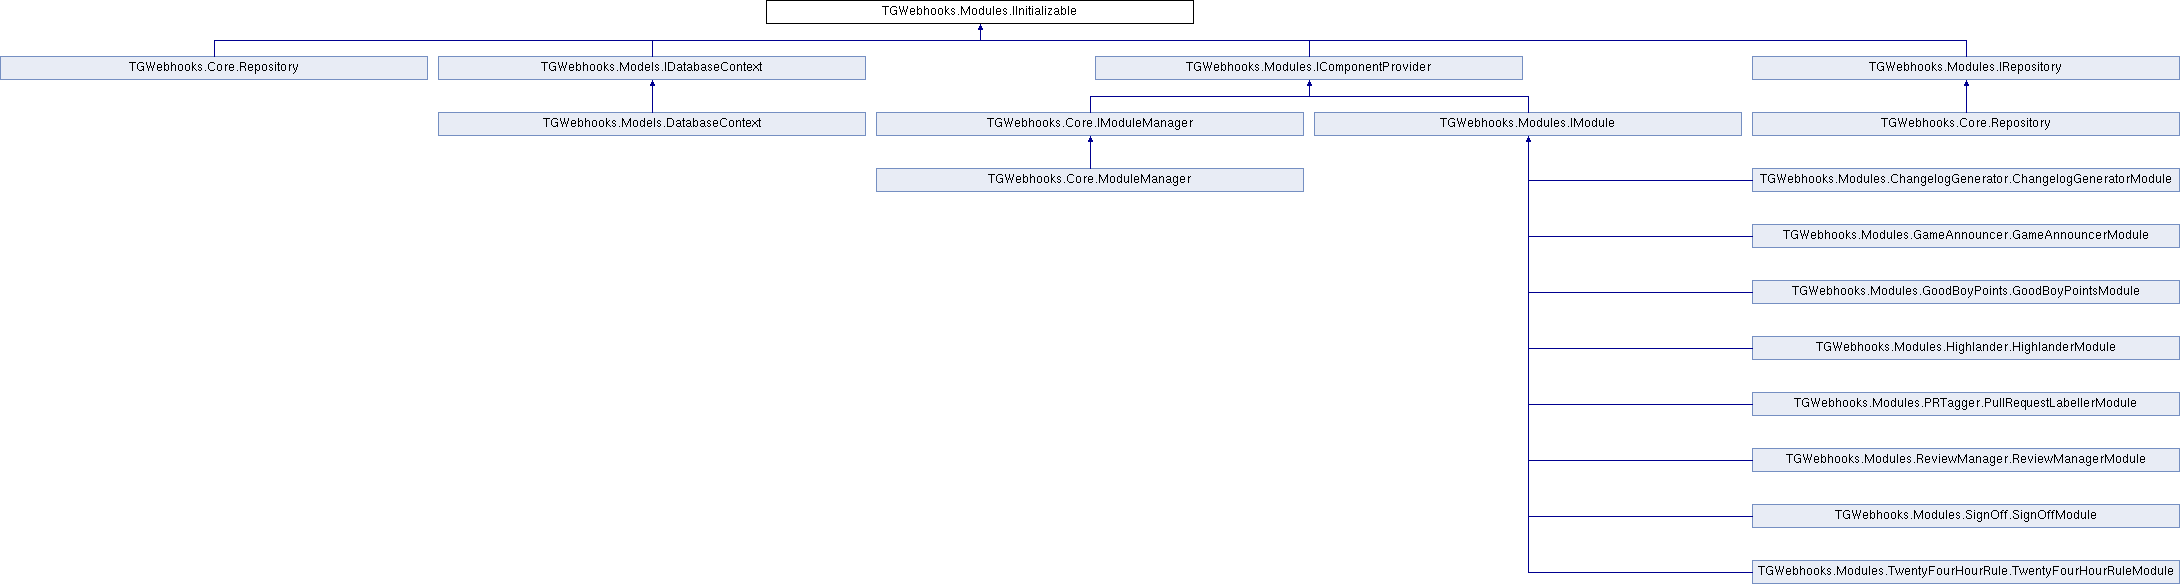 TGWebhooks.Modules.IInitializable
TGWebhooks.Core.Repository
TGWebhooks.Models.IDatabaseContext
TGWebhooks.Modules.IComponentProvider
TGWebhooks.Modules.IRepository
TGWebhooks.Models.DatabaseContext
TGWebhooks.Core.IModuleManager
TGWebhooks.Modules.IModule
TGWebhooks.Core.Repository
TGWebhooks.Core.ModuleManager
TGWebhooks.Modules.ChangelogGenerator.ChangelogGeneratorModule
TGWebhooks.Modules.GameAnnouncer.GameAnnouncerModule
TGWebhooks.Modules.GoodBoyPoints.GoodBoyPointsModule
TGWebhooks.Modules.Highlander.HighlanderModule
TGWebhooks.Modules.PRTagger.PullRequestLabellerModule
TGWebhooks.Modules.ReviewManager.ReviewManagerModule
TGWebhooks.Modules.SignOff.SignOffModule
TGWebhooks.Modules.TwentyFourHourRule.TwentyFourHourRuleModule